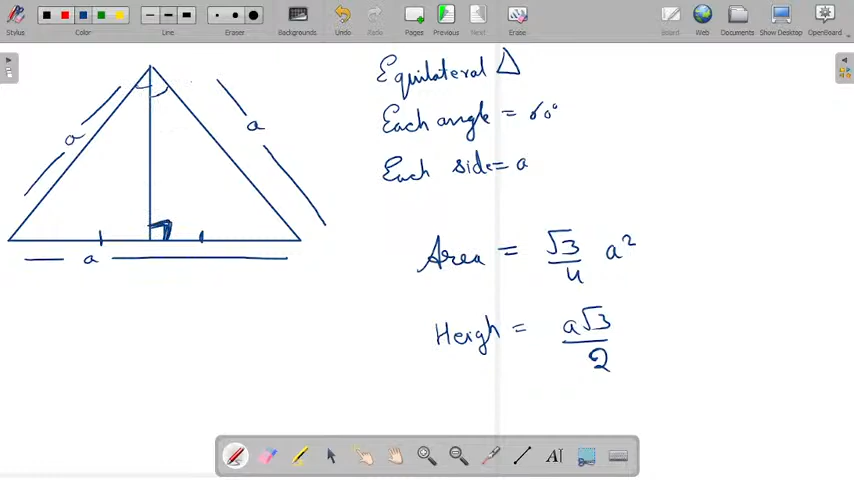 Stylus
Color
Line
Eraser
Backgrounds
Undo
Redo
Pages
Previous
Next
Erase
Board
Web
Documents
Show Desktop
OpenBoard
Equilateral △
Each angle = 60°
Each side = a
a
a
a
Area = √3/4 a²
Heigh = a√3/2